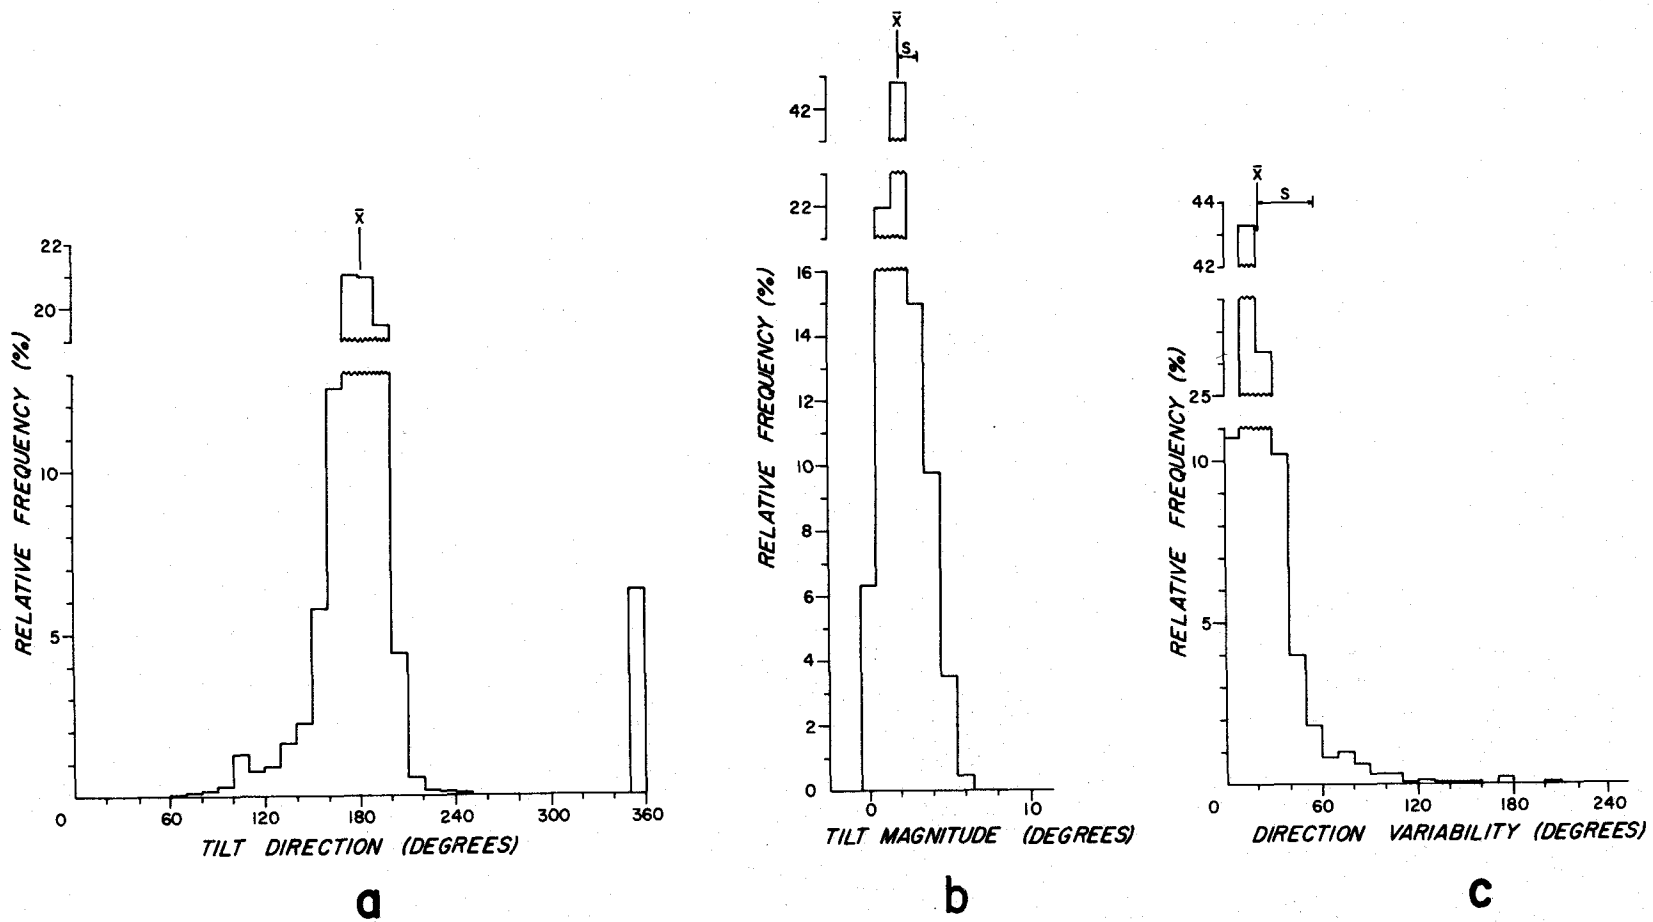 x̄
22
20
10
5
RELATIVE FREQUENCY (%)
0 60 120 180 240 300 360
TILT DIRECTION (DEGREES)
a
x̄
S
42
22
16
14
12
10
8
6
4
2
0
RELATIVE FREQUENCY (%)
0 10
TILT MAGNITUDE (DEGREES)
b
x̄
S
44
42
25
10
5
RELATIVE FREQUENCY (%)
0 60 120 180 240
DIRECTION VARIABILITY (DEGREES)
c